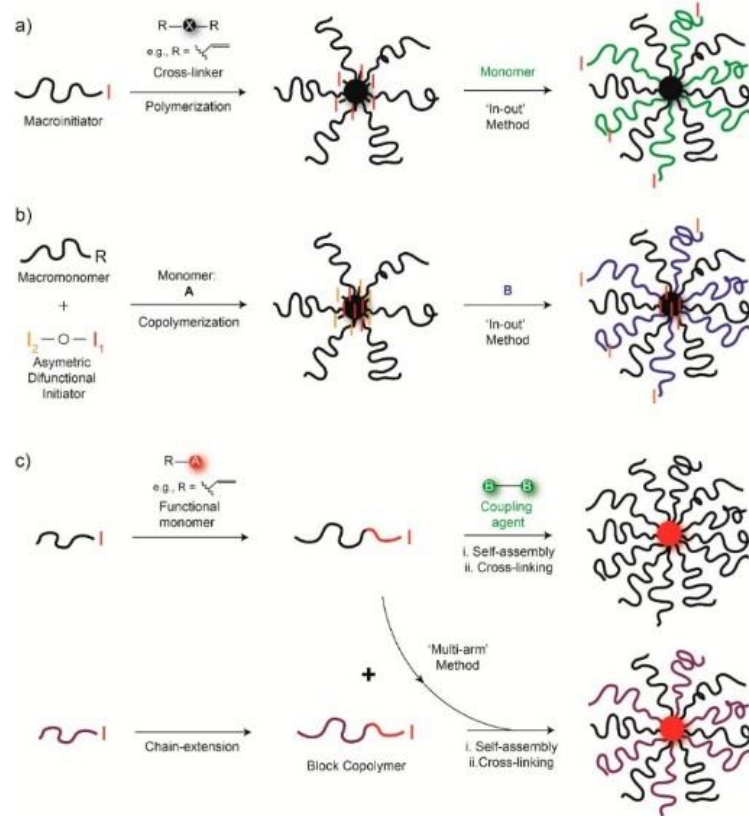 a)
R—X—R
e.g., R =
Cross-linker
Polymerization
I
Macroinitiator
I
I
I
I
I
I
Monomer
'In-out'
Method
I
I
I
I
b)
R
Macromonomer
+
I2—O—I1
Asymetric
Difunctional
Initiator
Monomer:
A
Copolymerization
B
'In-out'
Method
I
I
I
I
c)
R—A
e.g., R =
Functional
monomer
I
I
B—B
Coupling
agent
i. Self-assembly
ii. Cross-linking
'Multi-arm'
Method
+
I
Chain-extension
I
Block Copolymer
i. Self-assembly
ii.Cross-linking